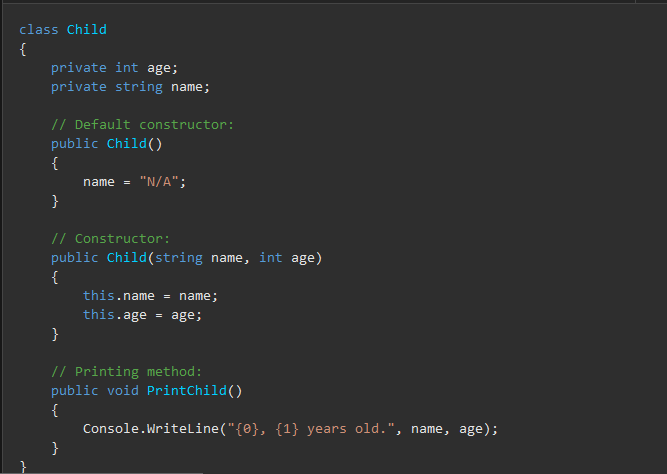 class Child
{
    private int age;
    private string name;

    // Default constructor:
    public Child()
    {
        name = "N/A";
    }

    // Constructor:
    public Child(string name, int age)
    {
        this.name = name;
        this.age = age;
    }

    // Printing method:
    public void PrintChild()
    {
        Console.WriteLine("{0}, {1} years old.", name, age);
    }
}